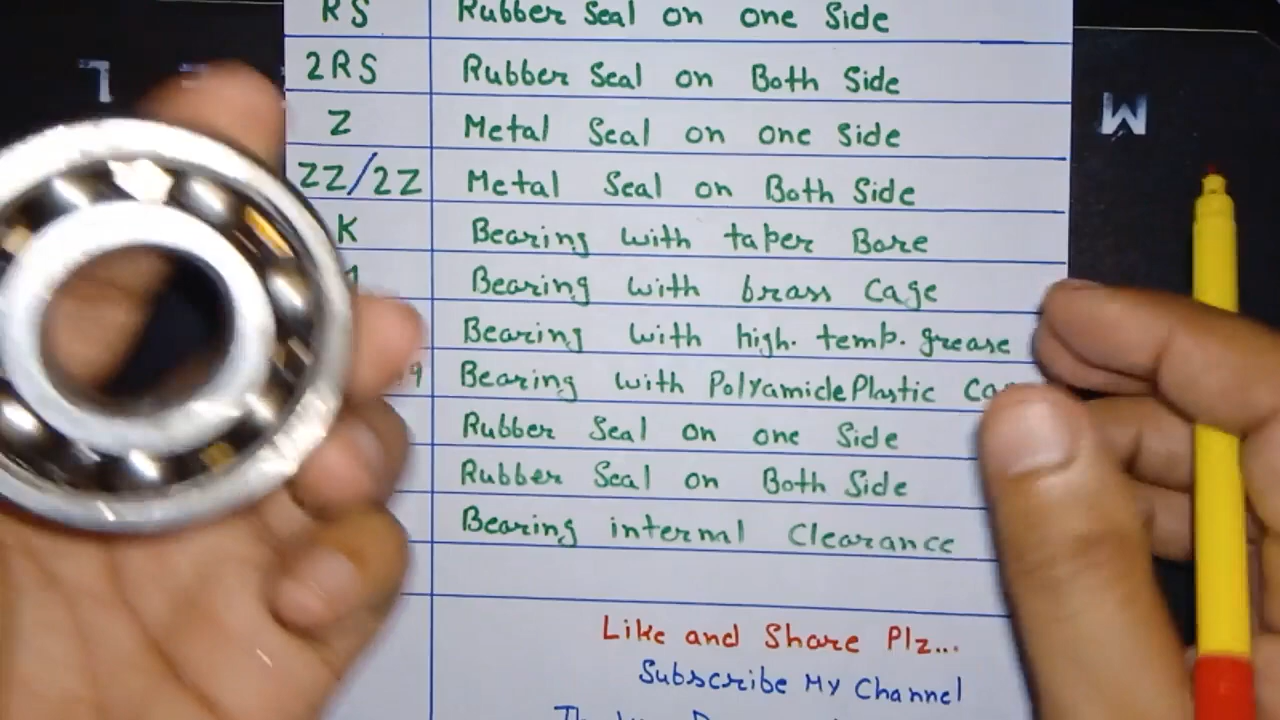 RS Rubber Seal on one Side
2RS Rubber Seal on Both Side
Z Metal Seal on one Side
ZZ/2Z Metal Seal on Both Side
K Bearing with taper Bore
Bearing with brass Cage
Bearing with high. temp. grease
9 Bearing with Polyamide Plastic
Rubber Seal on one Side
Rubber Seal on Both Side
Bearing internal Clearance
Like and Share Plz...
Subscribe My Channel
L
M